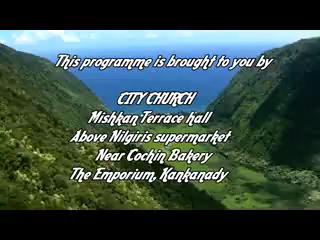 This programme is brought to you by
CITY CHURCH
Mishkan Terrace hall
Above Nilgiris supermarket
Near Cochin Bakery
The Emporium, Kankanady